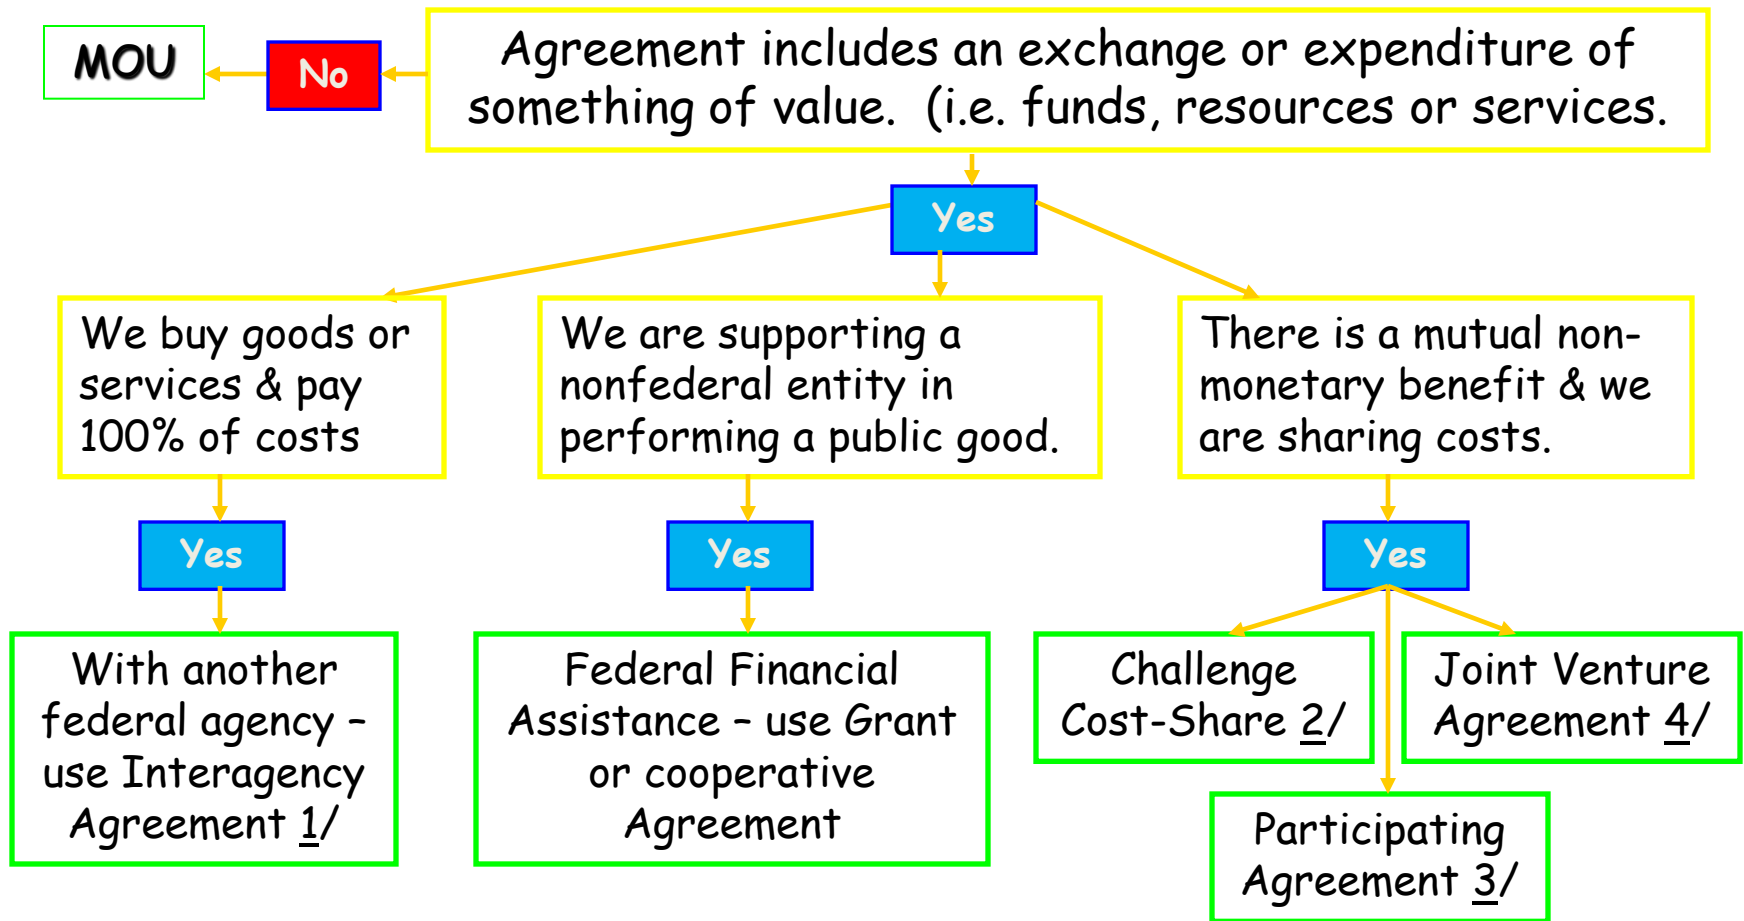 MOU
No
Agreement includes an exchange or expenditure of
something of value.  (i.e. funds, resources or services.
Yes
We buy goods or
services & pay
100% of costs
We are supporting a
nonfederal entity in
performing a public good.
There is a mutual non-
monetary benefit & we
are sharing costs.
Yes
Yes
Yes
With another
federal agency –
use Interagency
Agreement 1/
Federal Financial
Assistance – use Grant
or cooperative
Agreement
Challenge
Cost-Share 2/
Joint Venture
Agreement 4/
Participating
Agreement 3/